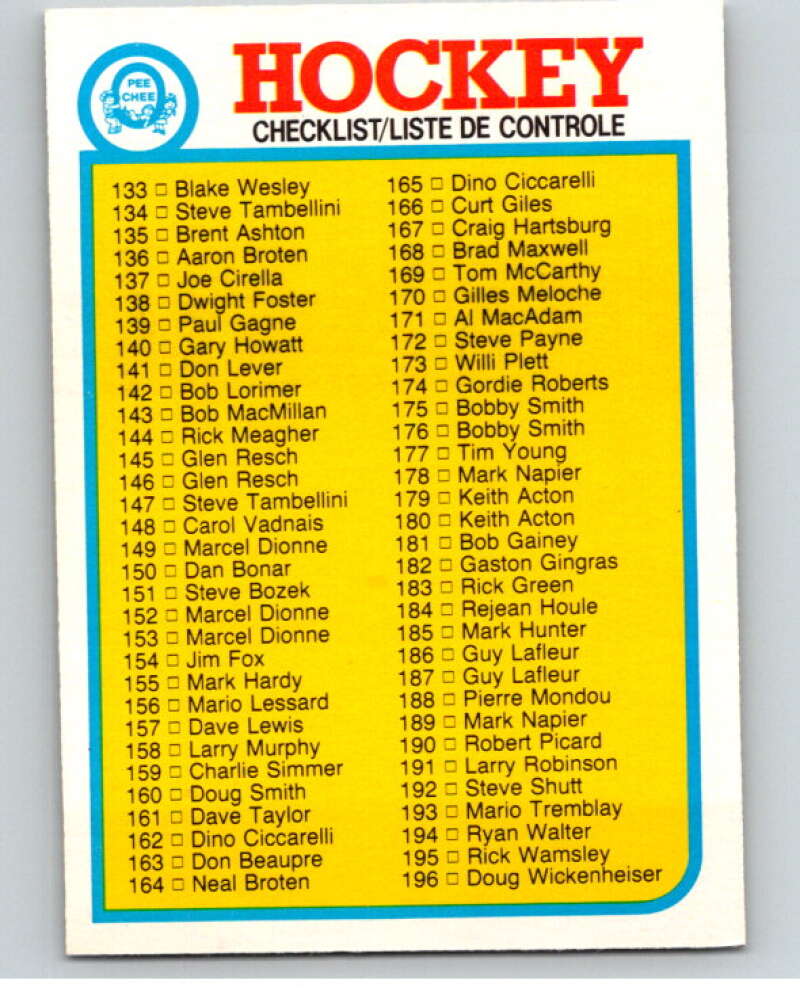 PEE
CHEE
HOCKEY
CHECKLIST/LISTE DE CONTROLE
133 □ Blake Wesley
134 □ Steve Tambellini
135 □ Brent Ashton
136 □ Aaron Broten
137 □ Joe Cirella
138 □ Dwight Foster
139 □ Paul Gagne
140 □ Gary Howatt
141 □ Don Lever
142 □ Bob Lorimer
143 □ Bob MacMillan
144 □ Rick Meagher
145 □ Glen Resch
146 □ Glen Resch
147 □ Steve Tambellini
148 □ Carol Vadnais
149 □ Marcel Dionne
150 □ Dan Bonar
151 □ Steve Bozek
152 □ Marcel Dionne
153 □ Marcel Dionne
154 □ Jim Fox
155 □ Mark Hardy
156 □ Mario Lessard
157 □ Dave Lewis
158 □ Larry Murphy
159 □ Charlie Simmer
160 □ Doug Smith
161 □ Dave Taylor
162 □ Dino Ciccarelli
163 □ Don Beaupre
164 □ Neal Broten
165 □ Dino Ciccarelli
166 □ Curt Giles
167 □ Craig Hartsburg
168 □ Brad Maxwell
169 □ Tom McCarthy
170 □ Gilles Meloche
171 □ Al MacAdam
172 □ Steve Payne
173 □ Willi Plett
174 □ Gordie Roberts
175 □ Bobby Smith
176 □ Bobby Smith
177 □ Tim Young
178 □ Mark Napier
179 □ Keith Acton
180 □ Keith Acton
181 □ Bob Gainey
182 □ Gaston Gingras
183 □ Rick Green
184 □ Rejean Houle
185 □ Mark Hunter
186 □ Guy Lafleur
187 □ Guy Lafleur
188 □ Pierre Mondou
189 □ Mark Napier
190 □ Robert Picard
191 □ Larry Robinson
192 □ Steve Shutt
193 □ Mario Tremblay
194 □ Ryan Walter
195 □ Rick Wamsley
196 □ Doug Wickenheiser